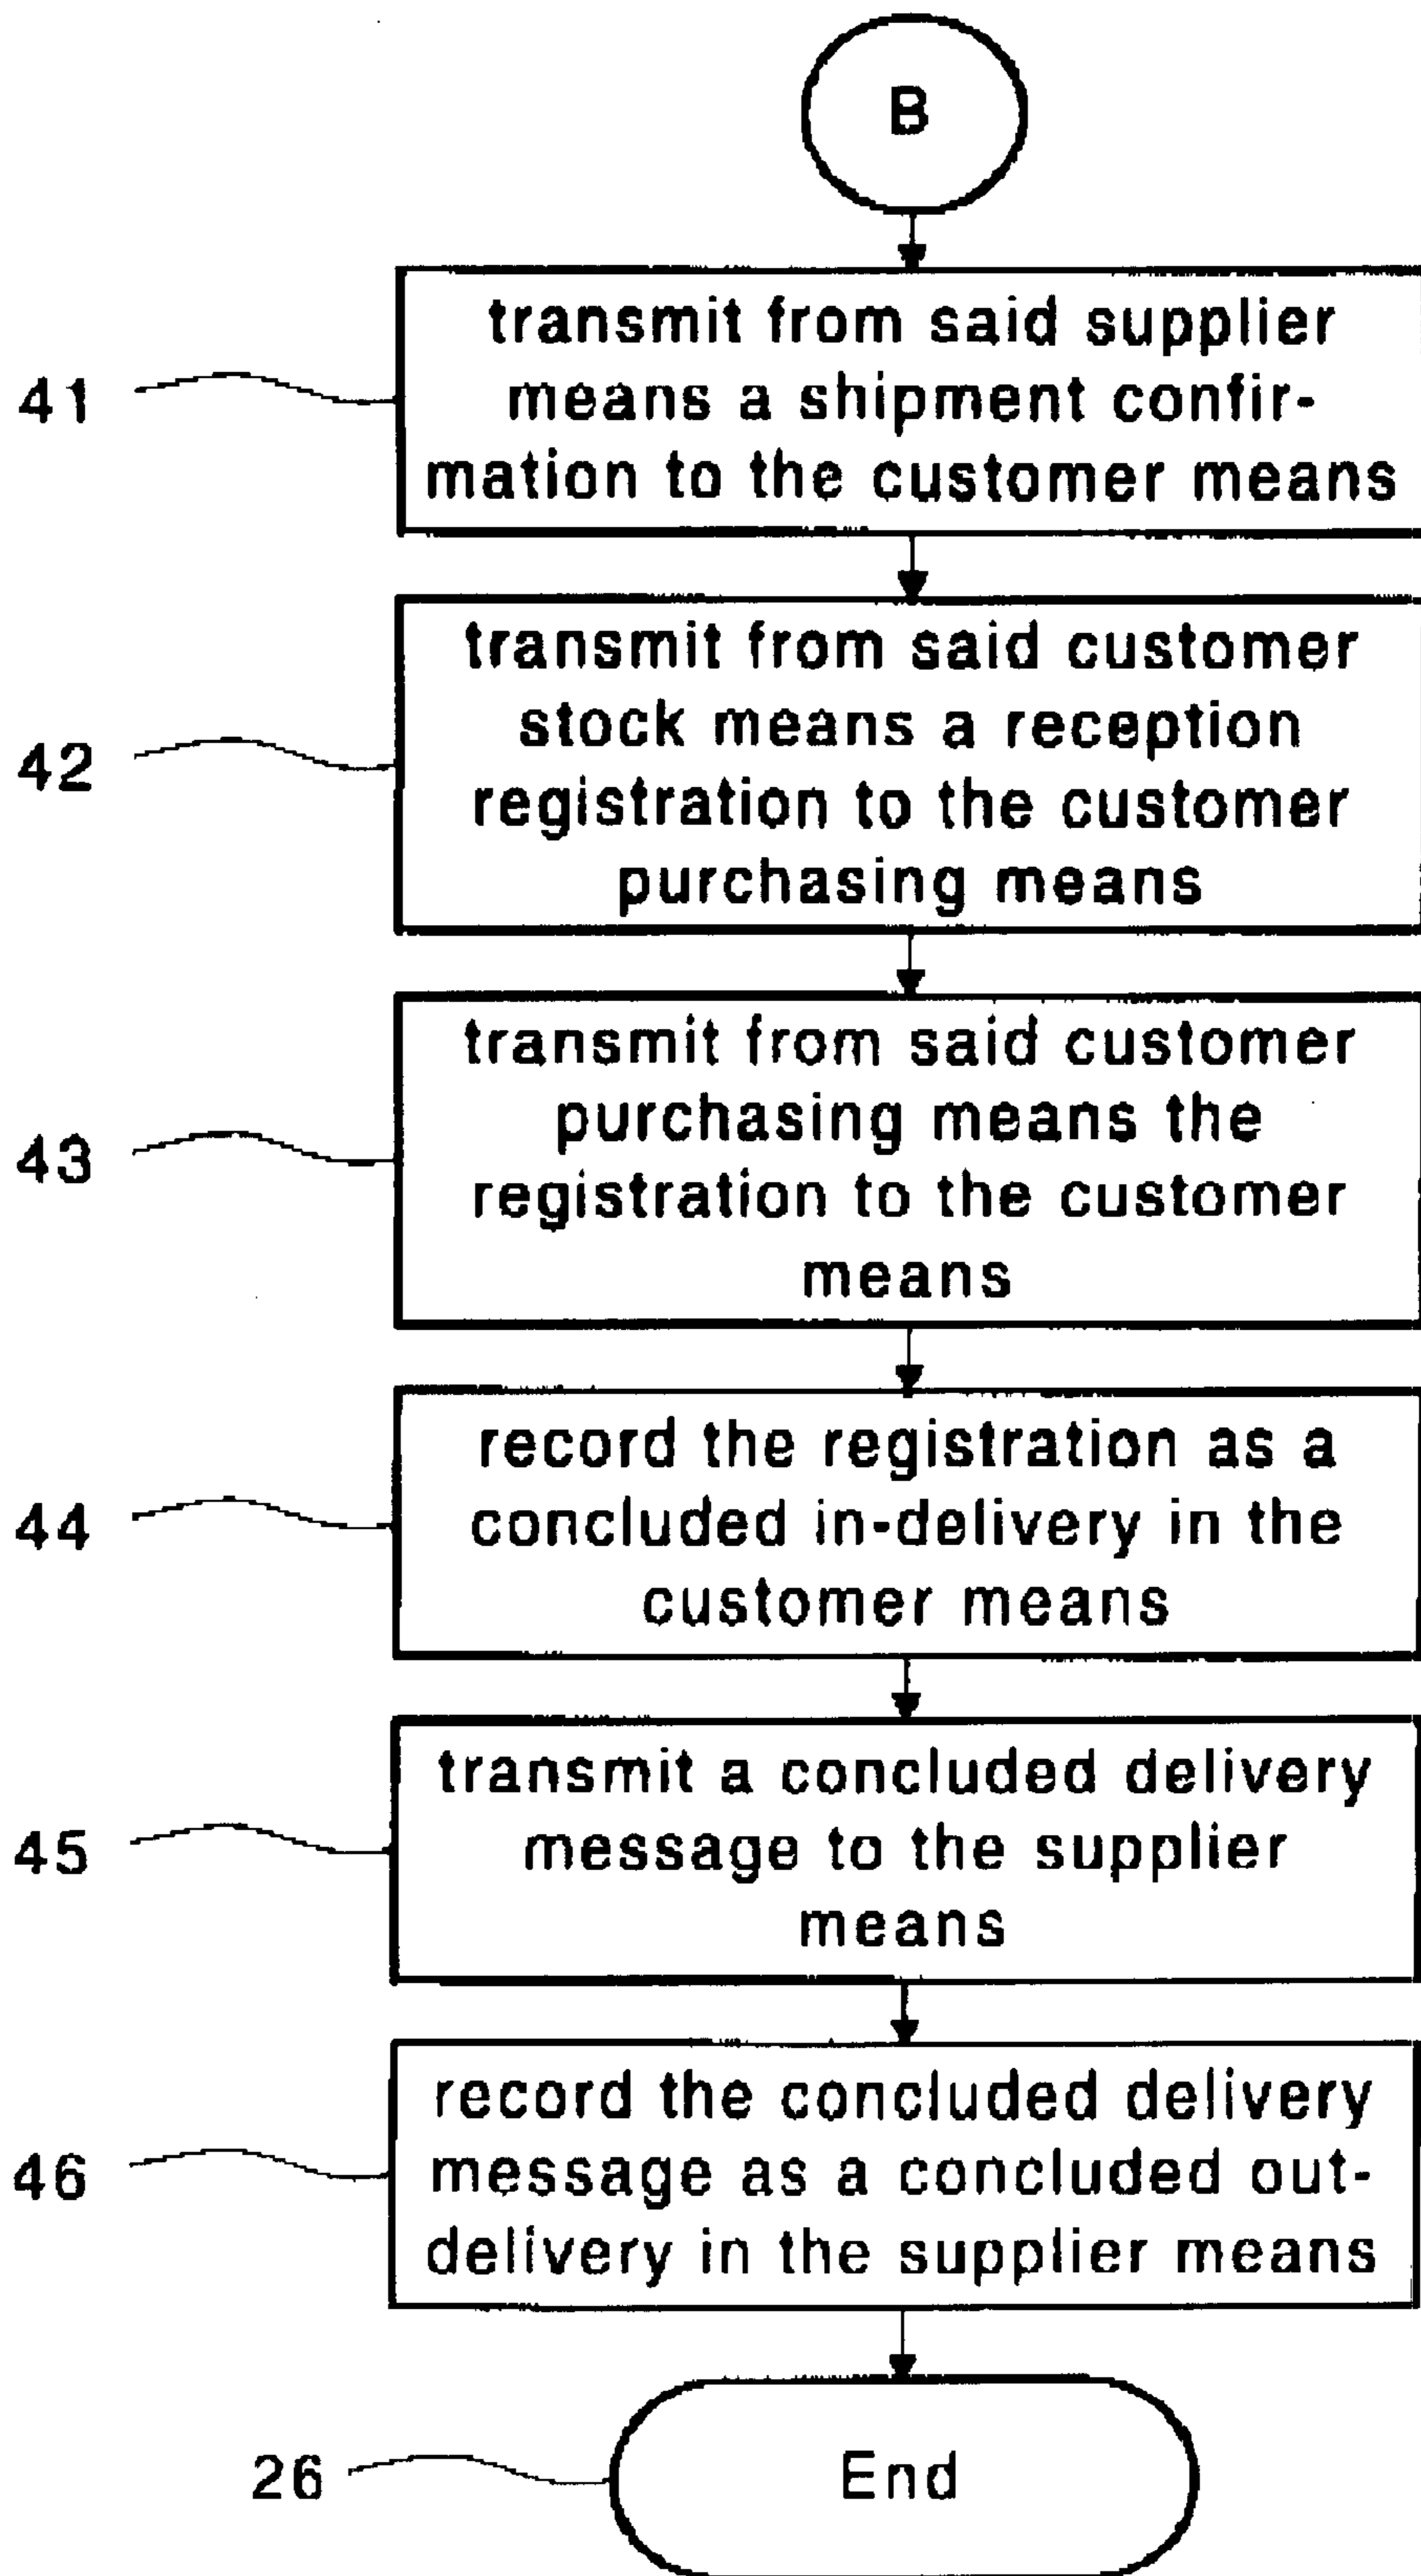 B
41
transmit from said supplier
means a shipment confir-
mation to the customer means
42
transmit from said customer
stock means a reception
registration to the customer
purchasing means
43
transmit from said customer
purchasing means the
registration to the customer
means
44
record the registration as a
concluded in-delivery in the
customer means
45
transmit a concluded delivery
message to the supplier
means
46
record the concluded delivery
message as a concluded out-
delivery in the supplier means
26
End